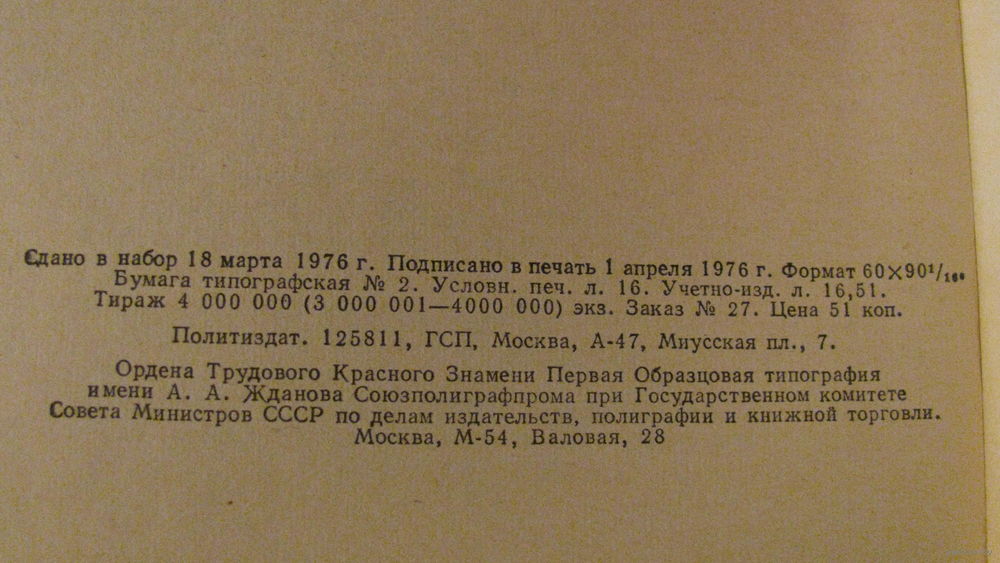 Сдано в набор 18 марта 1976 г. Подписано в печать 1 апреля 1976 г. Формат 60×90¹/₁₆.
Бумага типографская № 2. Условн. печ. л. 16. Учетно-изд. л. 16,51.
Тираж 4 000 000 (3 000 001—4000 000) экз. Заказ № 27. Цена 51 коп.
Политиздат. 125811, ГСП, Москва, А-47, Миусская пл., 7.
Ордена Трудового Красного Знамени Первая Образцовая типография
имени А. А. Жданова Союзполиграфпрома при Государственном комитете
Совета Министров СССР по делам издательств, полиграфии и книжной торговли.
Москва, М-54, Валовая, 28